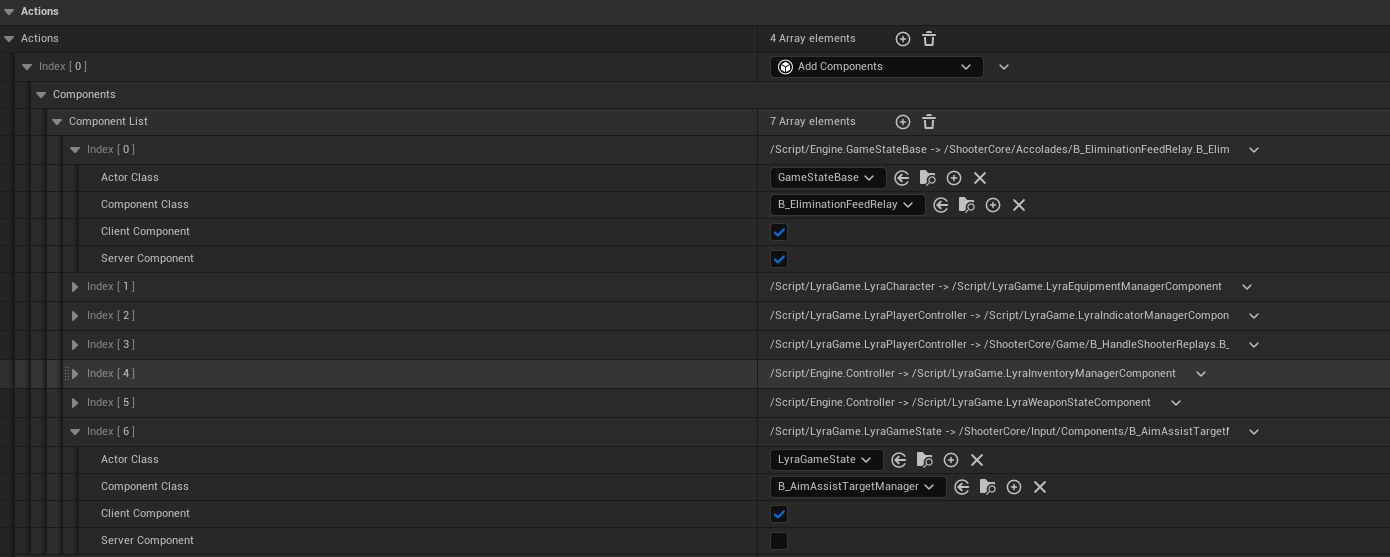 Actions
Actions 4 Array elements
Index [ 0 ] Add Components
Components
Component List 7 Array elements
Index [ 0 ] /Script/Engine.GameStateBase -> /ShooterCore/Accolades/B_EliminationFeedRelay.B_Elim
Actor Class GameStateBase
Component Class B_EliminationFeedRelay
Client Component
Server Component
Index [ 1 ] /Script/LyraGame.LyraCharacter -> /Script/LyraGame.LyraEquipmentManagerComponent
Index [ 2 ] /Script/LyraGame.LyraPlayerController -> /Script/LyraGame.LyraIndicatorManagerCompon
Index [ 3 ] /Script/LyraGame.LyraPlayerController -> /ShooterCore/Game/B_HandleShooterReplays.B_
Index [ 4 ] /Script/Engine.Controller -> /Script/LyraGame.LyraInventoryManagerComponent
Index [ 5 ] /Script/Engine.Controller -> /Script/LyraGame.LyraWeaponStateComponent
Index [ 6 ] /Script/LyraGame.LyraGameState -> /ShooterCore/Input/Components/B_AimAssistTarget
Actor Class LyraGameState
Component Class B_AimAssistTargetManager
Client Component
Server Component